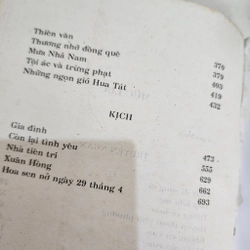 Thiên văn
Thương nhớ đồng quê 379
Mưa Nhã Nam
Tội ác và trừng phạt 419
Những ngọn gió Hua Tát 432
KỊCH
Gia đình 473
Còn lại tình yêu 555
Nhà tiên tri 629
Xuân Hồng 662
Hoa sen nở ngày 29 tháng 4 693